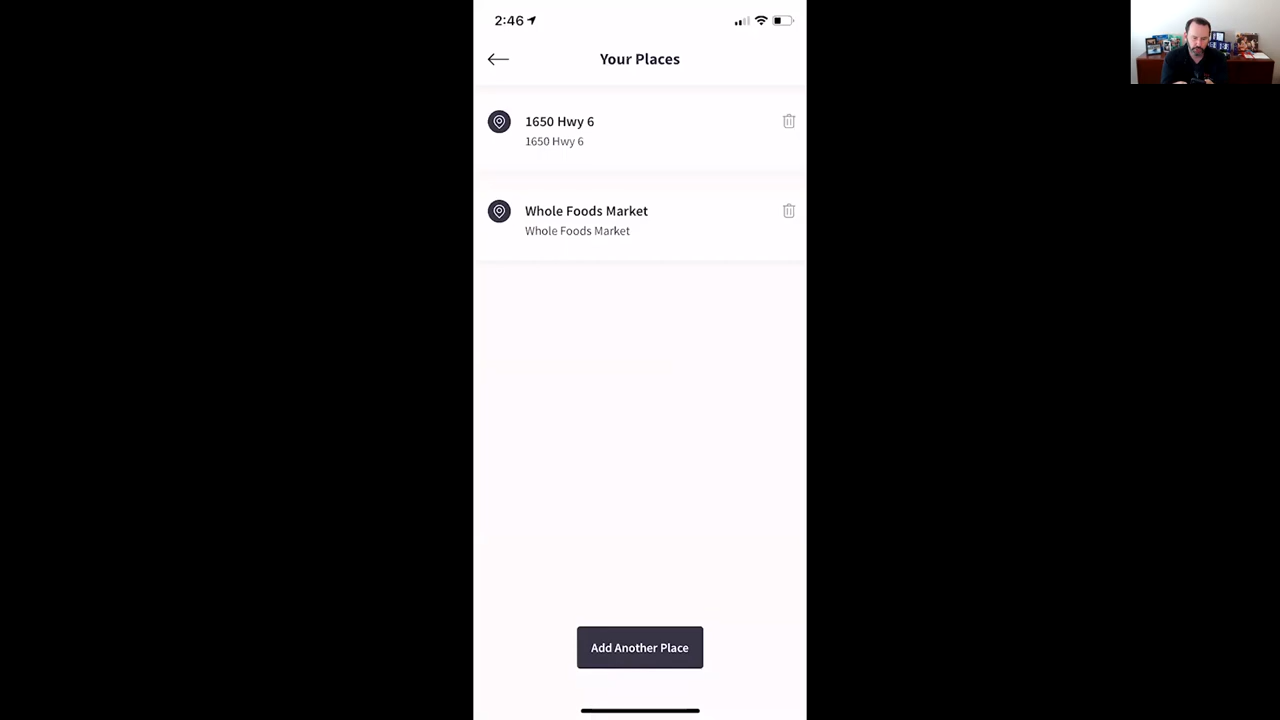 2:46
Your Places
1650 Hwy 6
1650 Hwy 6
Whole Foods Market
Whole Foods Market
Add Another Place